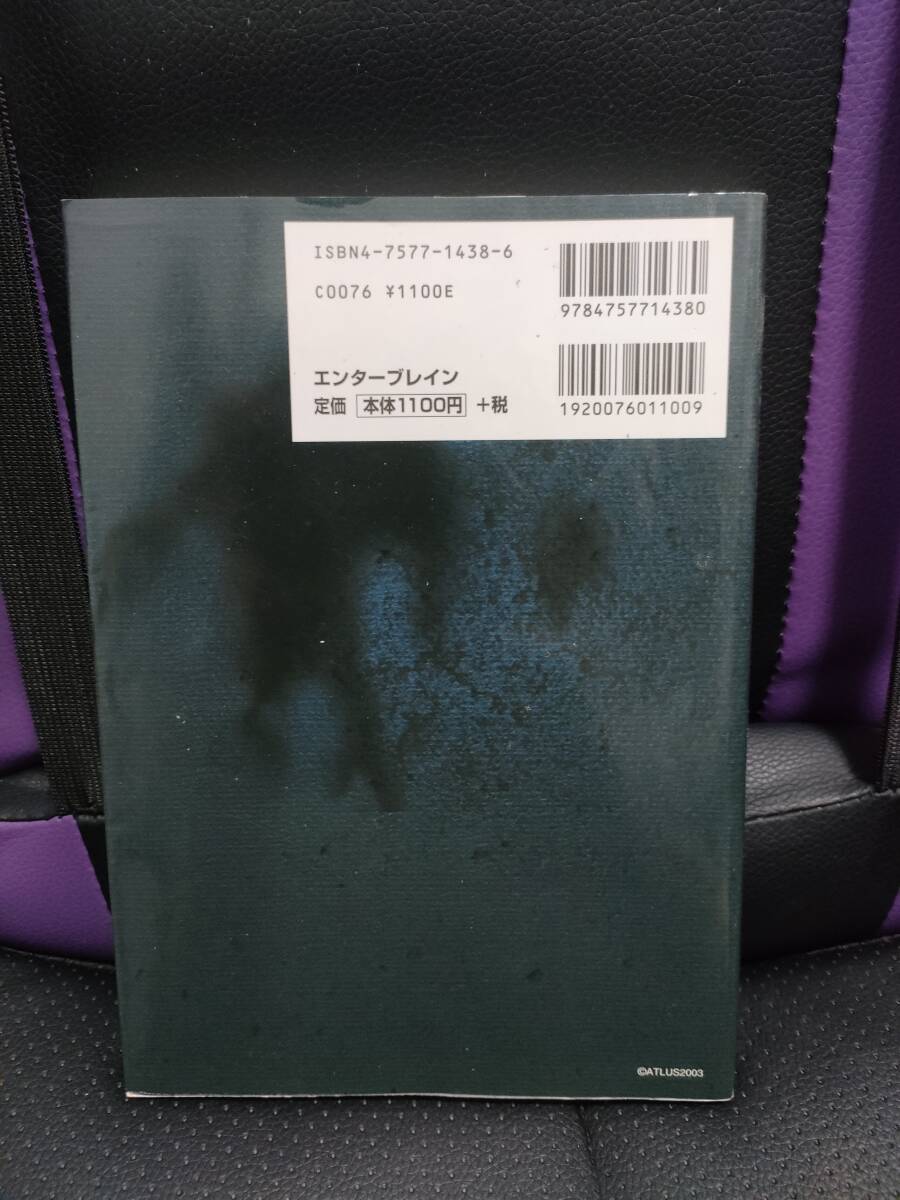 ISBN4-7577-1438-6
C0076 ¥1100E
9784757714380
エンターブレイン
定価 本体1100円 +税
1920076011009
©ATLUS2003